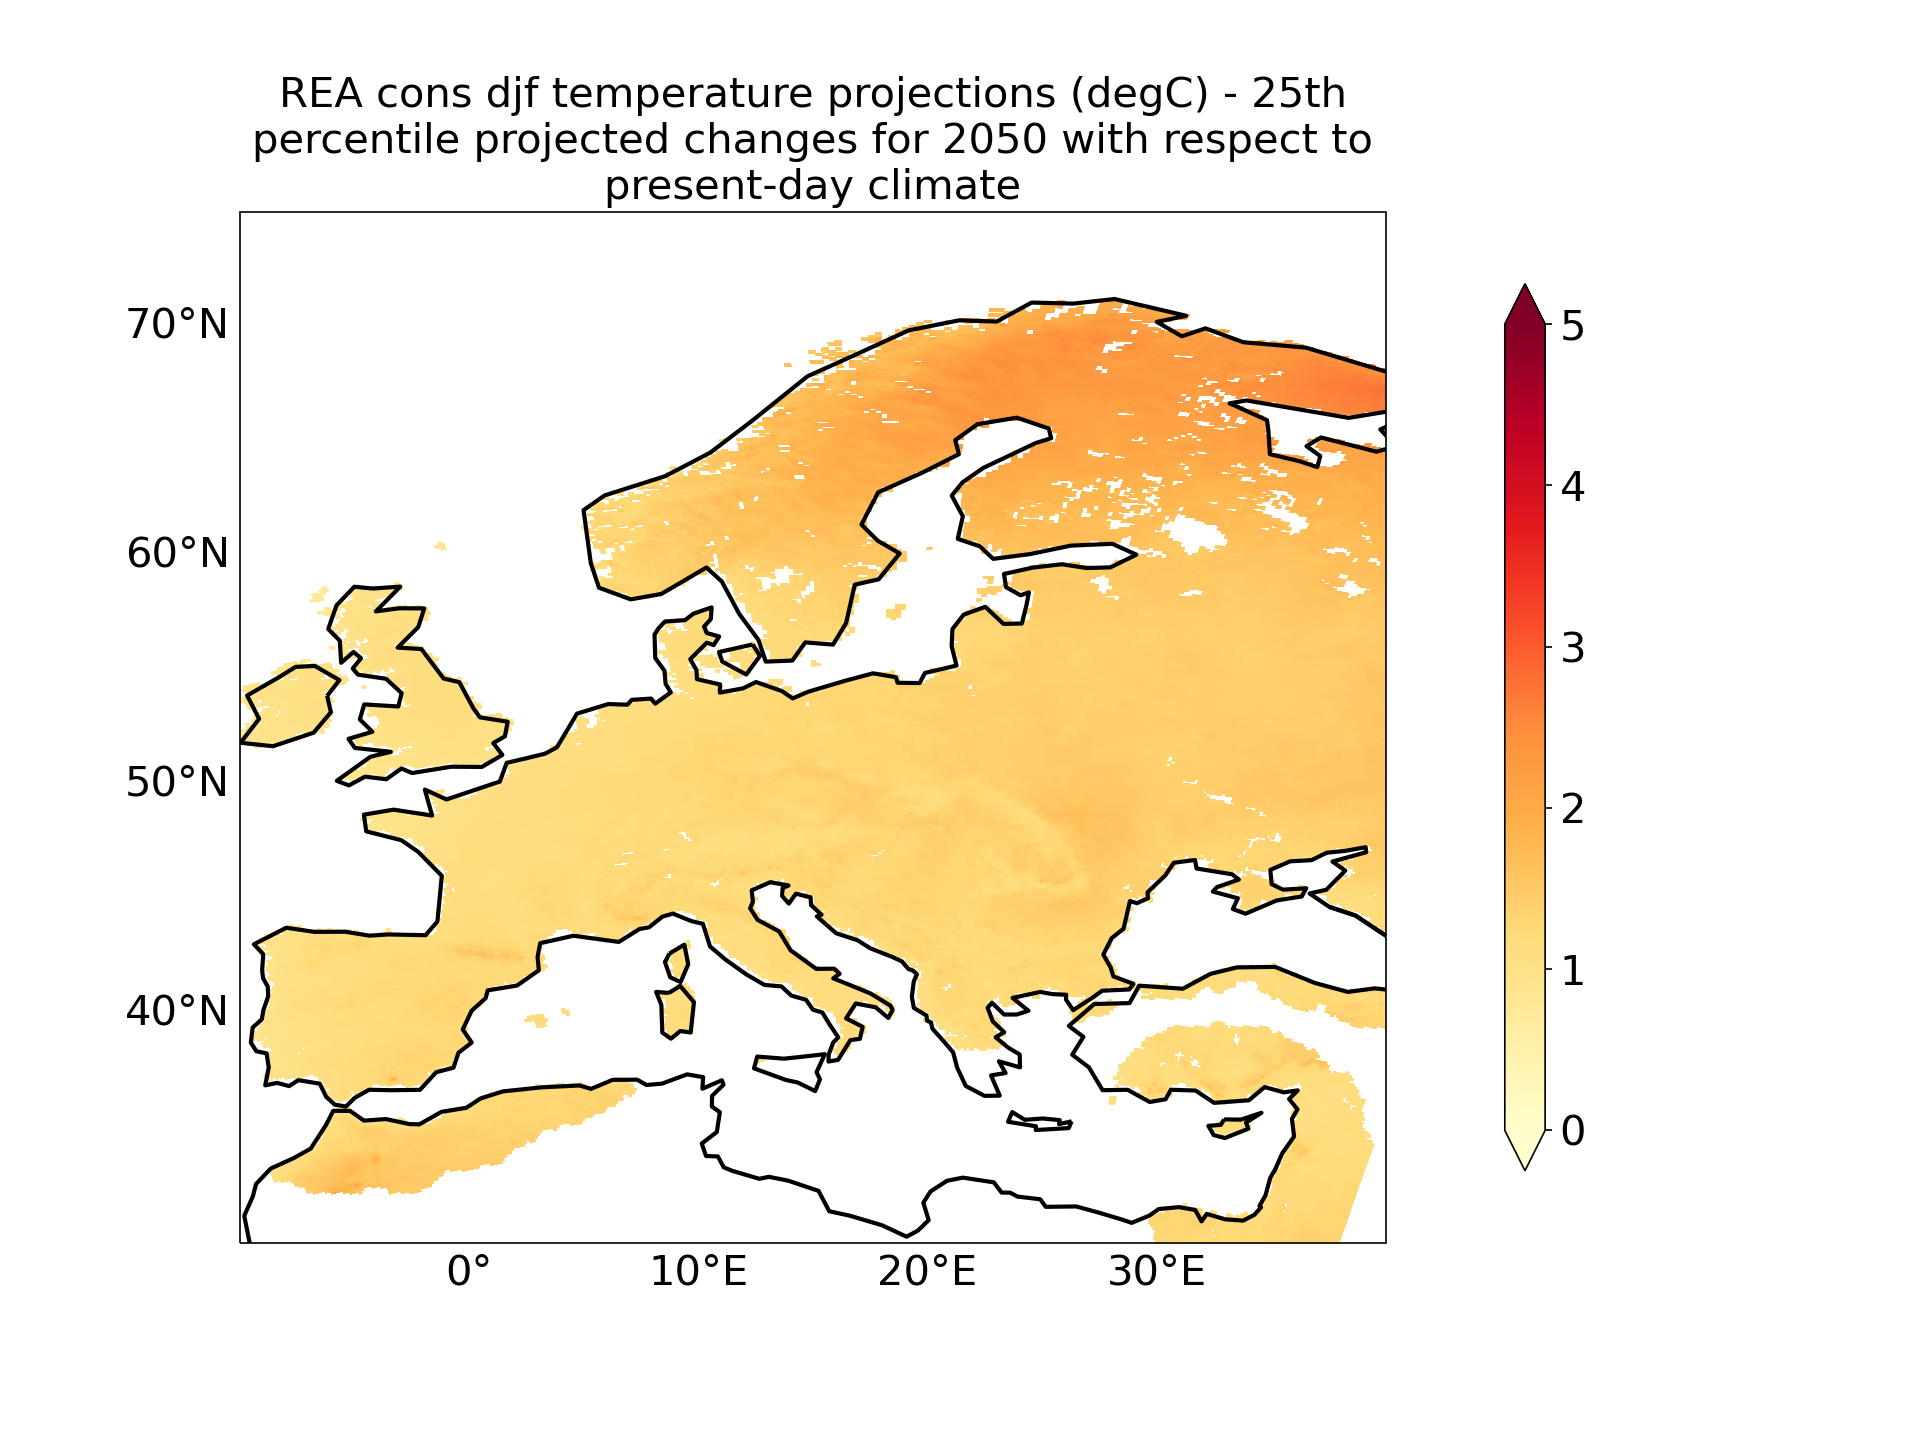 REA cons djf temperature projections (degC) - 25th
percentile projected changes for 2050 with respect to
present-day climate
70°N
60°N
50°N
40°N
0°
10°E
20°E
30°E
5
4
3
2
1
0